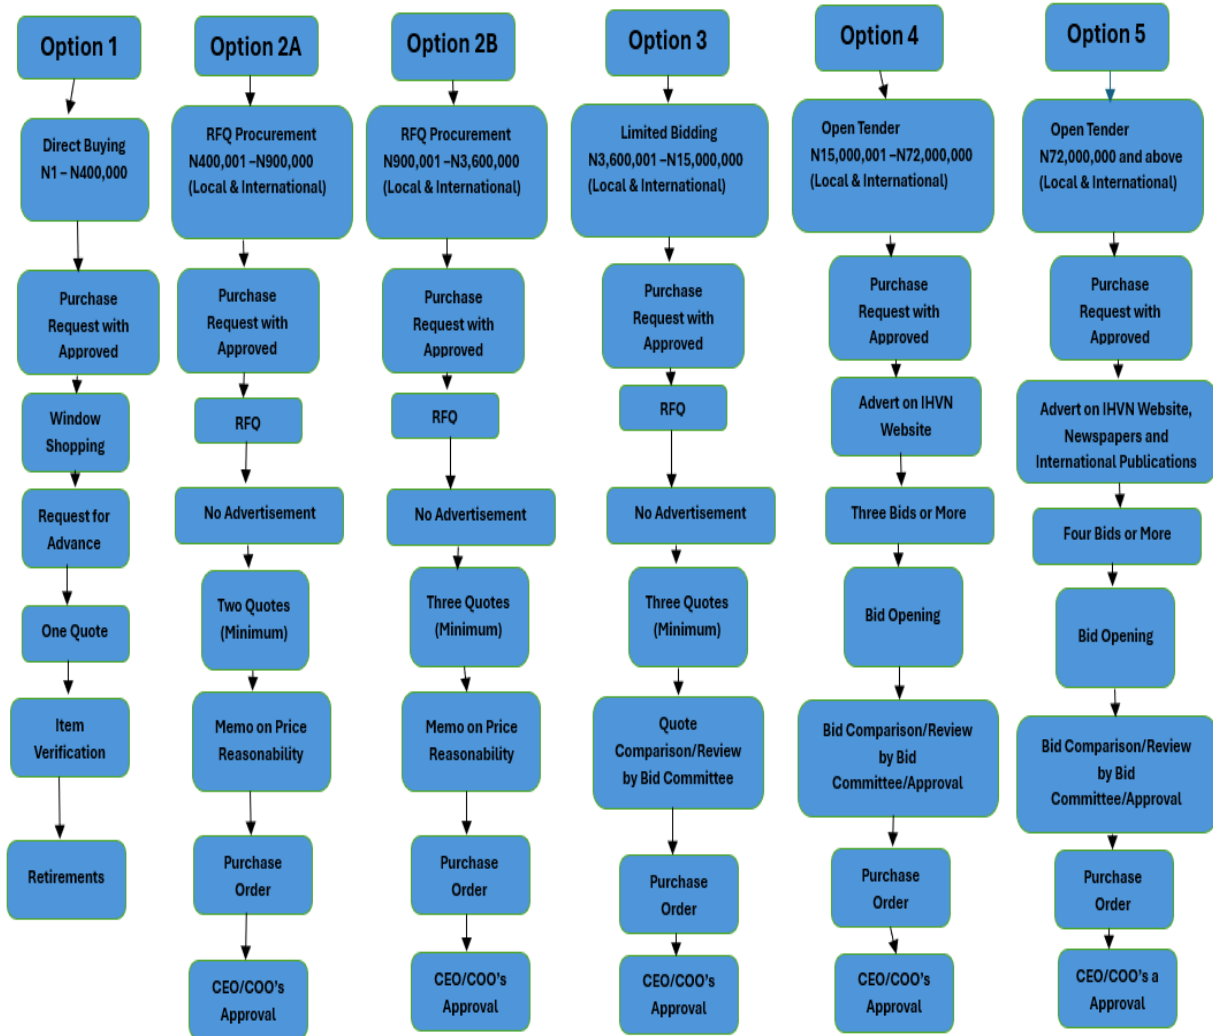 Option 1
Direct Buying
N1 – N400,000
Purchase
Request with
Approved
Window
Shopping
Request for
Advance
One Quote
Item
Verification
Retirements
Option 2A
RFQ Procurement
N400,001 –N900,000
(Local & International)
Purchase
Request with
Approved
RFQ
No Advertisement
Two Quotes
(Minimum)
Memo on Price
Reasonability
Purchase
Order
CEO/COO's
Approval
Option 2B
RFQ Procurement
N900,001 –N3,600,000
(Local & International)
Purchase
Request with
Approved
RFQ
No Advertisement
Three Quotes
(Minimum)
Memo on Price
Reasonability
Purchase
Order
CEO/COO's
Approval
Option 3
Limited Bidding
N3,600,001 –N15,000,000
(Local & International)
Purchase
Request with
Approved
RFQ
No Advertisement
Three Quotes
(Minimum)
Quote
Comparison/Review
by Bid Committee
Purchase
Order
CEO/COO's
Approval
Option 4
Open Tender
N15,000,001 –N72,000,000
(Local & International)
Purchase
Request with
Approved
Advert on IHVN
Website
Three Bids or More
Bid Opening
Bid Comparison/Review
by Bid
Committee/Approval
Purchase
Order
CEO/COO's
Approval
Option 5
Open Tender
N72,000,000 and above
(Local & International)
Purchase
Request with
Approved
Advert on IHVN Website,
Newspapers and
International Publications
Four Bids or More
Bid Opening
Bid Comparison/Review
by Bid
Committee/Approval
Purchase
Order
CEO/COO's a
Approval